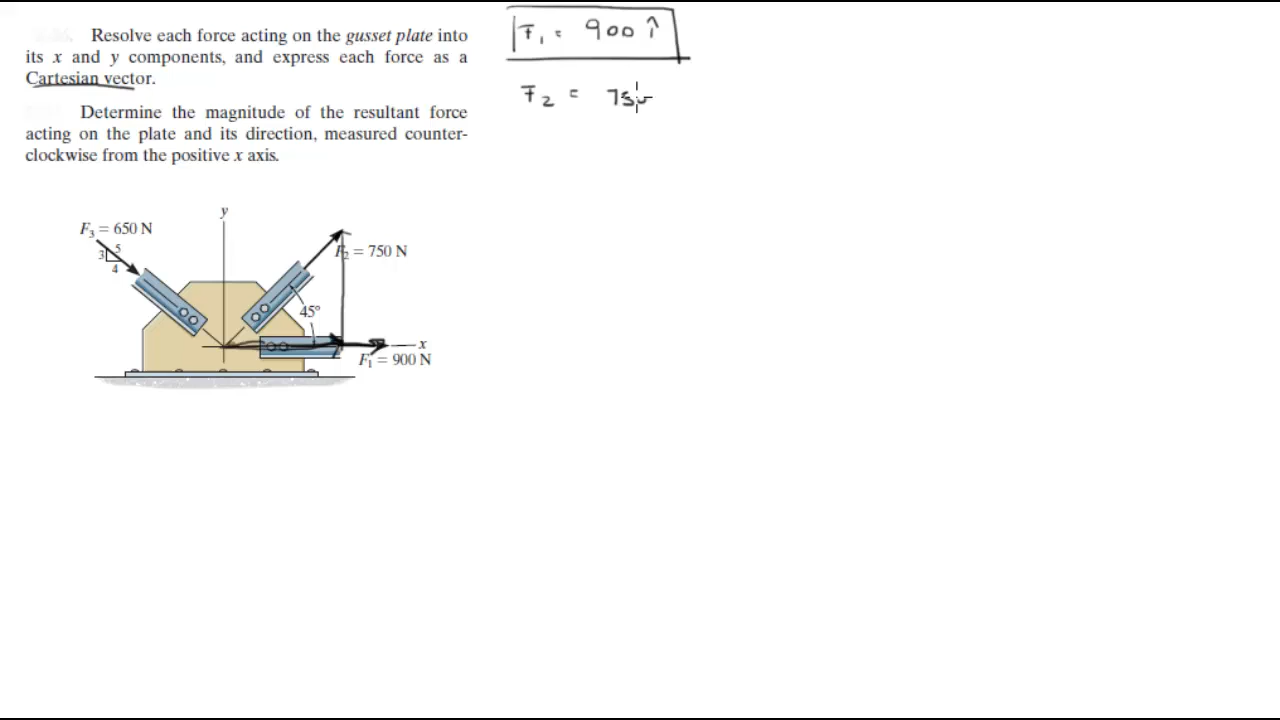 Resolve each force acting on the gusset plate into
its x and y components, and express each force as a
Cartesian vector.
Determine the magnitude of the resultant force
acting on the plate and its direction, measured counter-
clockwise from the positive x axis.
F₁ = 900 î
F₂ =
y
F₃ = 650 N
5
3
4
F₂ = 750 N
45°
x
F₁ = 900 N